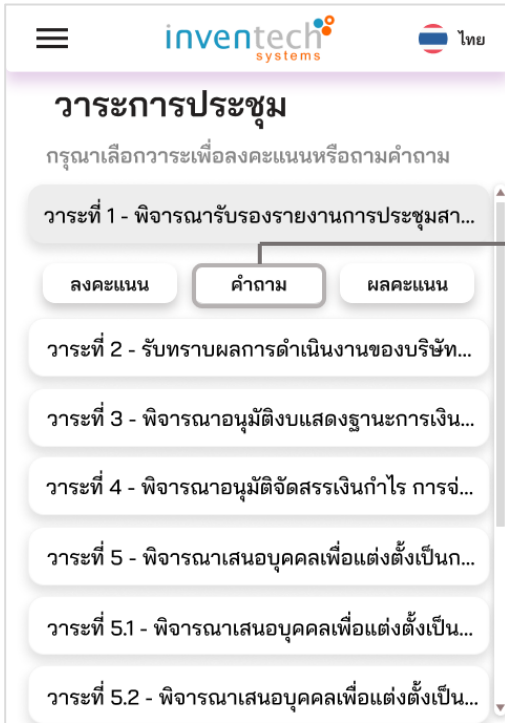 inventech
systems
ไทย
วาระการประชุม
กรุณาเลือกวาระเพื่อลงคะแนนหรือถามคำถาม
วาระที่ 1 - พิจารณารับรองรายงานการประชุมสา...
ลงคะแนน
คำถาม
ผลคะแนน
วาระที่ 2 - รับทราบผลการดำเนินงานของบริษัท...
วาระที่ 3 - พิจารณาอนุมัติงบแสดงฐานะการเงิน...
วาระที่ 4 - พิจารณาอนุมัติจัดสรรเงินกำไร การจ่...
วาระที่ 5 - พิจารณาเสนอบุคคลเพื่อแต่งตั้งเป็นก...
วาระที่ 5.1 - พิจารณาเสนอบุคคลเพื่อแต่งตั้งเป็น...
วาระที่ 5.2 - พิจารณาเสนอบุคคลเพื่อแต่งตั้งเป็น...